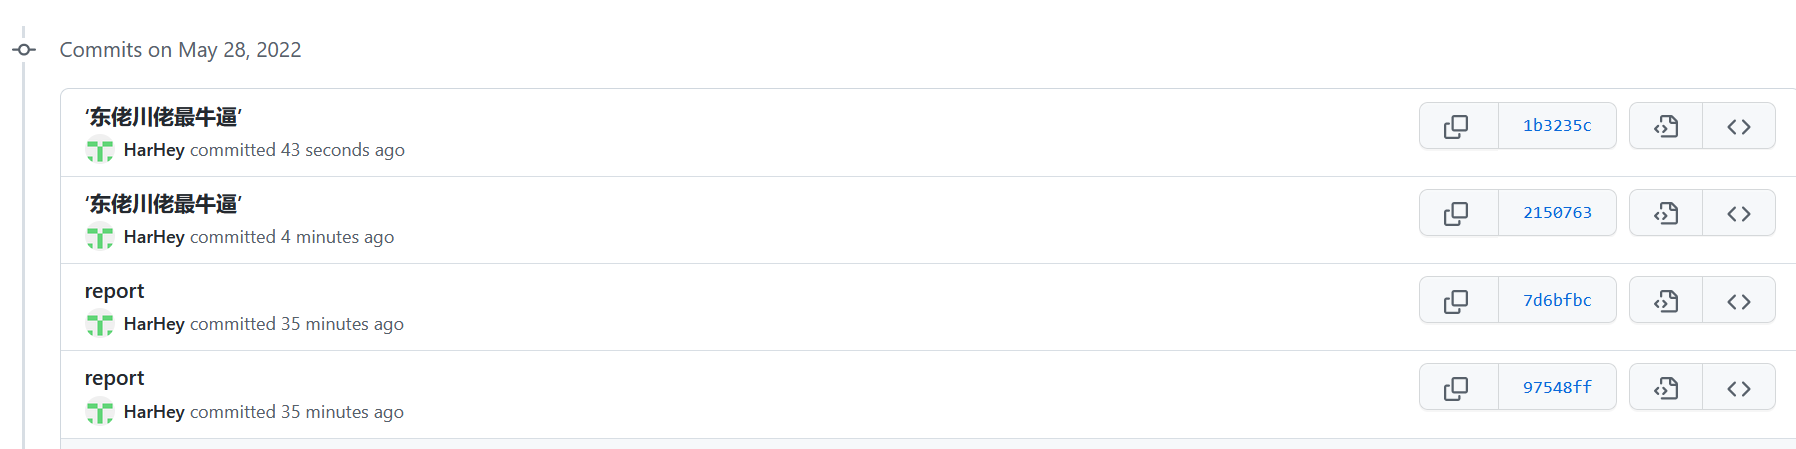 Commits on May 28, 2022
‘东佬川佬最牛逼’
HarHey committed 43 seconds ago
1b3235c
‘东佬川佬最牛逼’
HarHey committed 4 minutes ago
2150763
report
HarHey committed 35 minutes ago
7d6bfbc
report
HarHey committed 35 minutes ago
97548ff